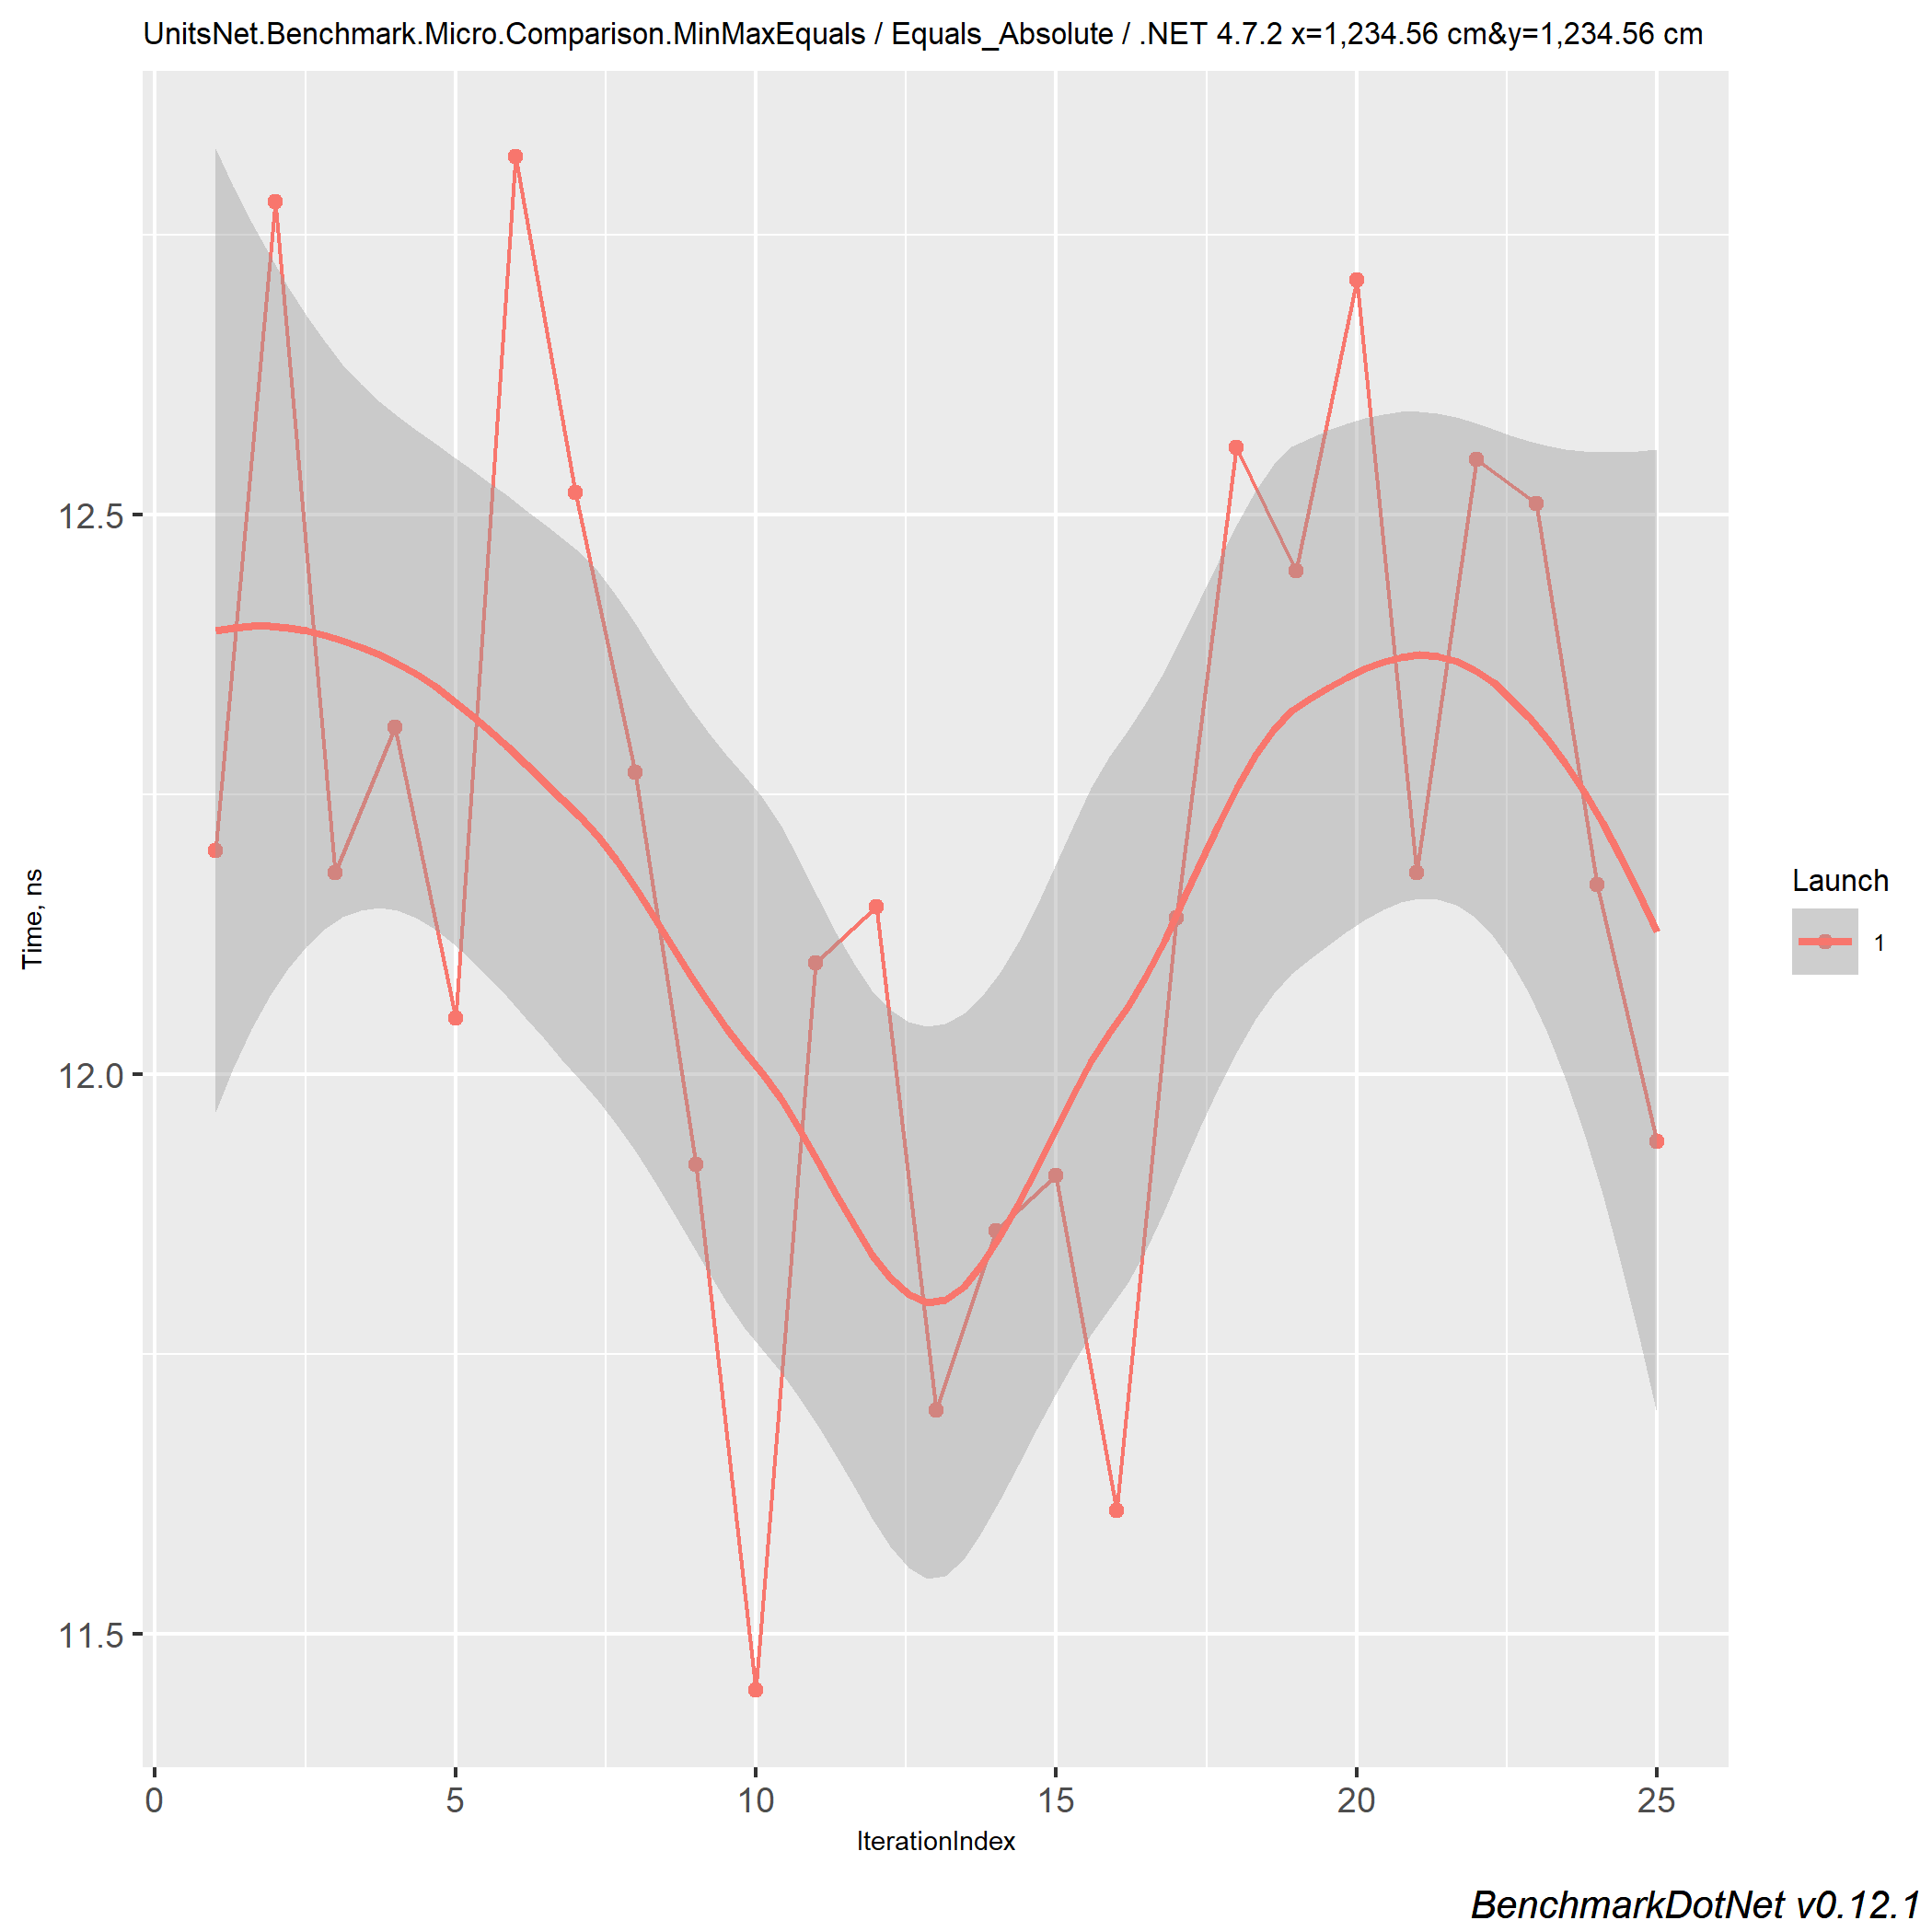 UnitsNet.Benchmark.Micro.Comparison.MinMaxEquals / Equals_Absolute / .NET 4.7.2 x=1,234.56 cm&y=1,234.56 cm
12.5
12.0
11.5
Time, ns
0 5 10 15 20 25
IterationIndex
Launch
1
BenchmarkDotNet v0.12.1